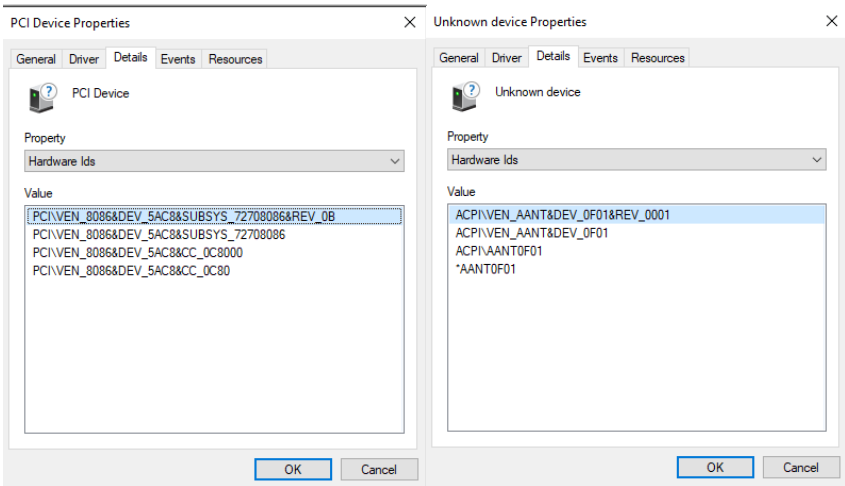 PCI Device Properties
General Driver Details Events Resources
PCI Device
Property
Hardware Ids
Value
PCI\VEN_8086&DEV_5AC8&SUBSYS_72708086&REV_0B
PCI\VEN_8086&DEV_5AC8&SUBSYS_72708086
PCI\VEN_8086&DEV_5AC8&CC_0C8000
PCI\VEN_8086&DEV_5AC8&CC_0C80
OK Cancel
Unknown device Properties
General Driver Details Events Resources
Unknown device
Property
Hardware Ids
Value
ACPI\VEN_AANT&DEV_0F01&REV_0001
ACPI\VEN_AANT&DEV_0F01
ACPI\AANT0F01
*AANT0F01
OK Cancel